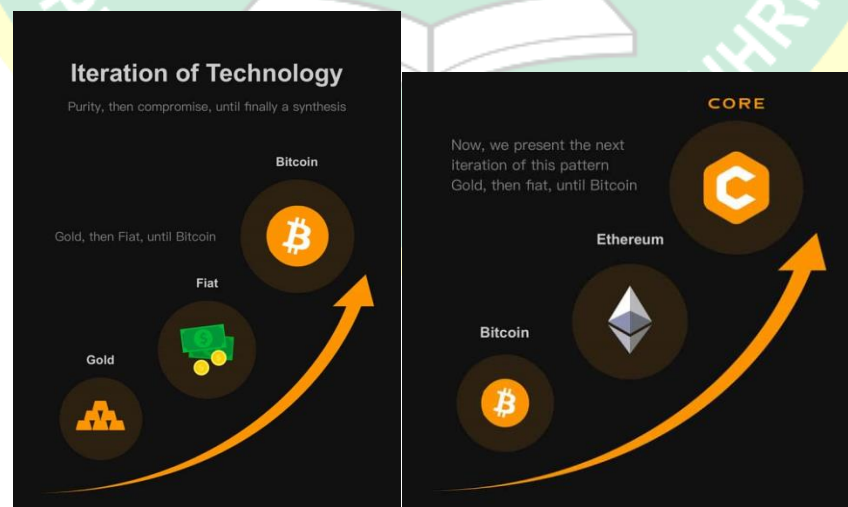 Iteration of Technology
Purity, then compromise, until finally a synthesis
Bitcoin
Gold, then Fiat, until Bitcoin
Fiat
Gold
CORE
Now, we present the next
iteration of this pattern
Gold, then fiat, until Bitcoin
Ethereum
Bitcoin